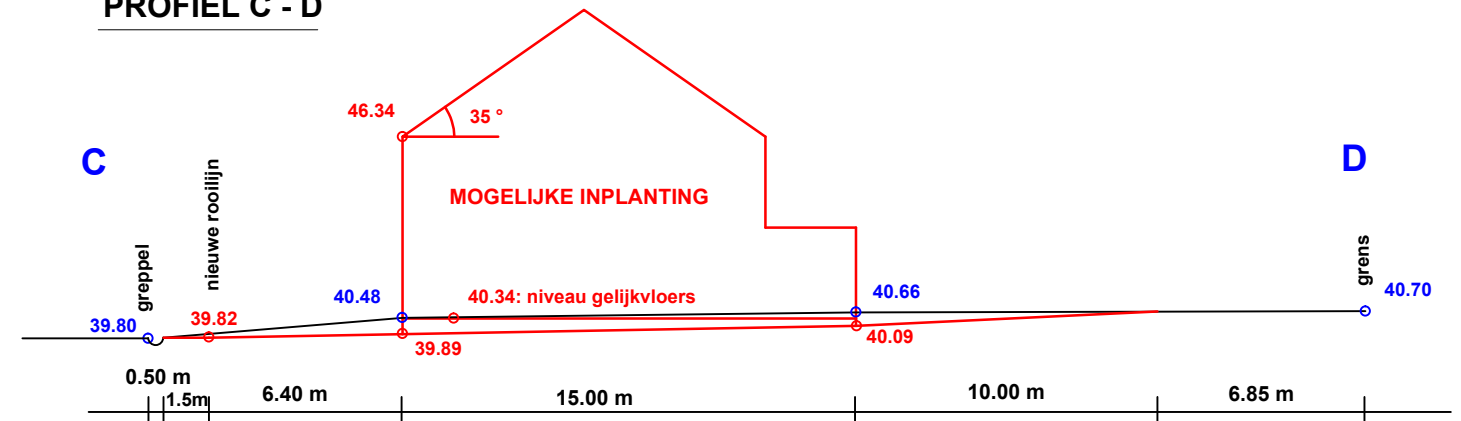 PROFIEL C - D
46.34
35 °
C
D
MOGELIJKE INPLANTING
nieuwe rooilijn
greppel
grens
39.80
39.82
40.48
40.34: niveau gelijkvloers
40.66
40.70
39.89
40.09
0.50 m
1.5m
6.40 m
15.00 m
10.00 m
6.85 m